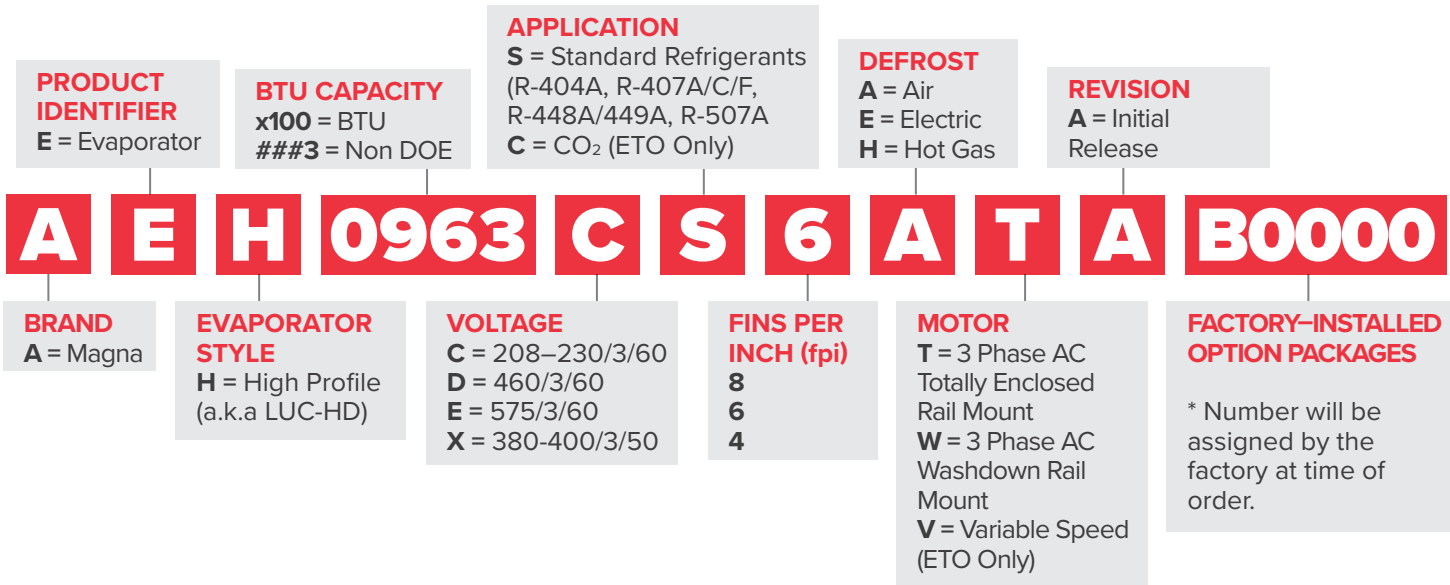 PRODUCT
IDENTIFIER
E = Evaporator
BTU CAPACITY
x100 = BTU
###3 = Non DOE
APPLICATION
S = Standard Refrigerants
(R-404A, R-407A/C/F,
R-448A/449A, R-507A
C = CO₂ (ETO Only)
DEFROST
A = Air
E = Electric
H = Hot Gas
REVISION
A = Initial
Release
A E H 0963 C S 6 A T A B0000
BRAND
A = Magna
EVAPORATOR
STYLE
H = High Profile
(a.k.a LUC-HD)
VOLTAGE
C = 208–230/3/60
D = 460/3/60
E = 575/3/60
X = 380-400/3/50
FINS PER
INCH (fpi)
8
6
4
MOTOR
T = 3 Phase AC
Totally Enclosed
Rail Mount
W = 3 Phase AC
Washdown Rail
Mount
V = Variable Speed
(ETO Only)
FACTORY–INSTALLED
OPTION PACKAGES
* Number will be
assigned by the
factory at time of
order.